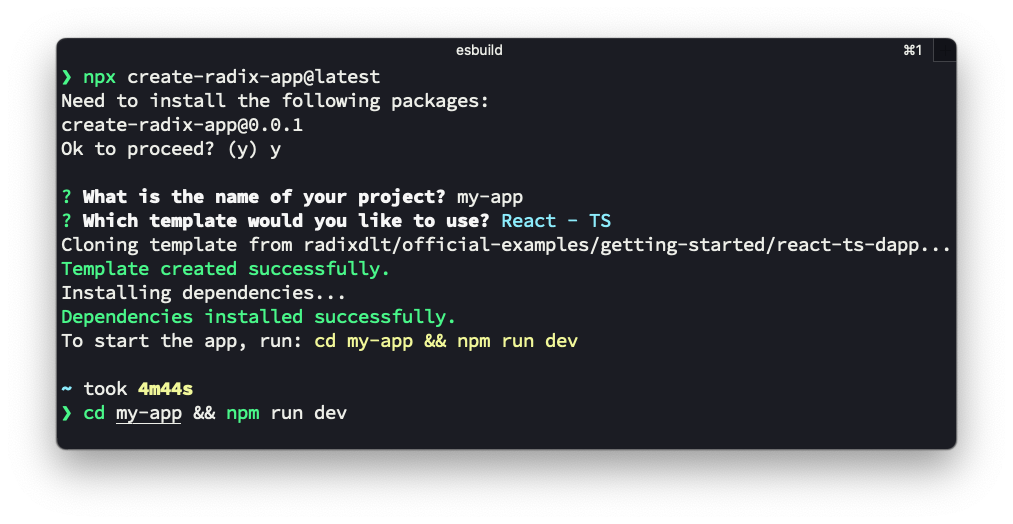 esbuild ⌘1
❯ npx create-radix-app@latest
Need to install the following packages:
create-radix-app@0.0.1
Ok to proceed? (y) y
? What is the name of your project? my-app
? Which template would you like to use? React - TS
Cloning template from radixdlt/official-examples/getting-started/react-ts-dapp...
Template created successfully.
Installing dependencies...
Dependencies installed successfully.
To start the app, run: cd my-app && npm run dev
~ took 4m44s
❯ cd my-app && npm run dev